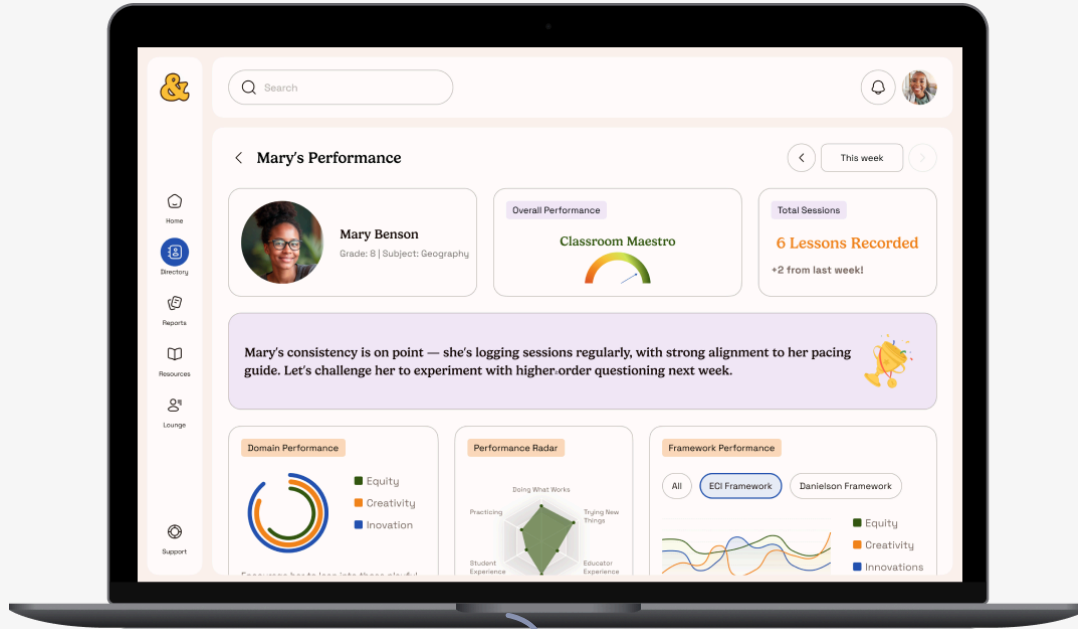 &
Search
Mary's Performance
This week
Home
Directory
Reports
Resources
Lounge
Support
Mary Benson
Grade: 8 | Subject: Geography
Overall Performance
Classroom Maestro
Total Sessions
6 Lessons Recorded
+2 from last week!
Mary's consistency is on point — she's logging sessions regularly, with strong alignment to her pacing
guide. Let's challenge her to experiment with higher-order questioning next week.
Domain Performance
Equity
Creativity
Inovation
Performance Radar
Doing What Works
Practicing
Trying New
Things
Student
Experience
Educator
Experience
Framework Performance
All
ECI Framework
Danielson Framework
Equity
Creativity
Innovations